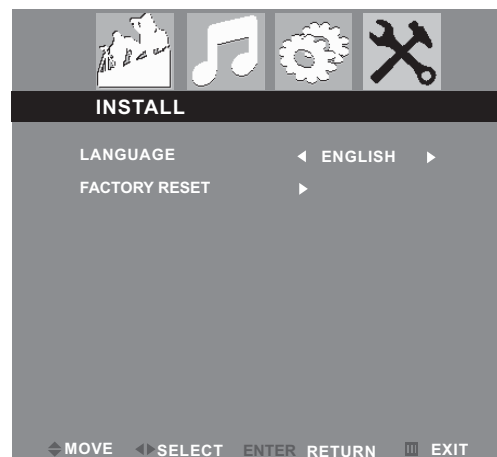 INSTALL
LANGUAGE ENGLISH
FACTORY RESET
MOVE SELECT ENTER RETURN EXIT